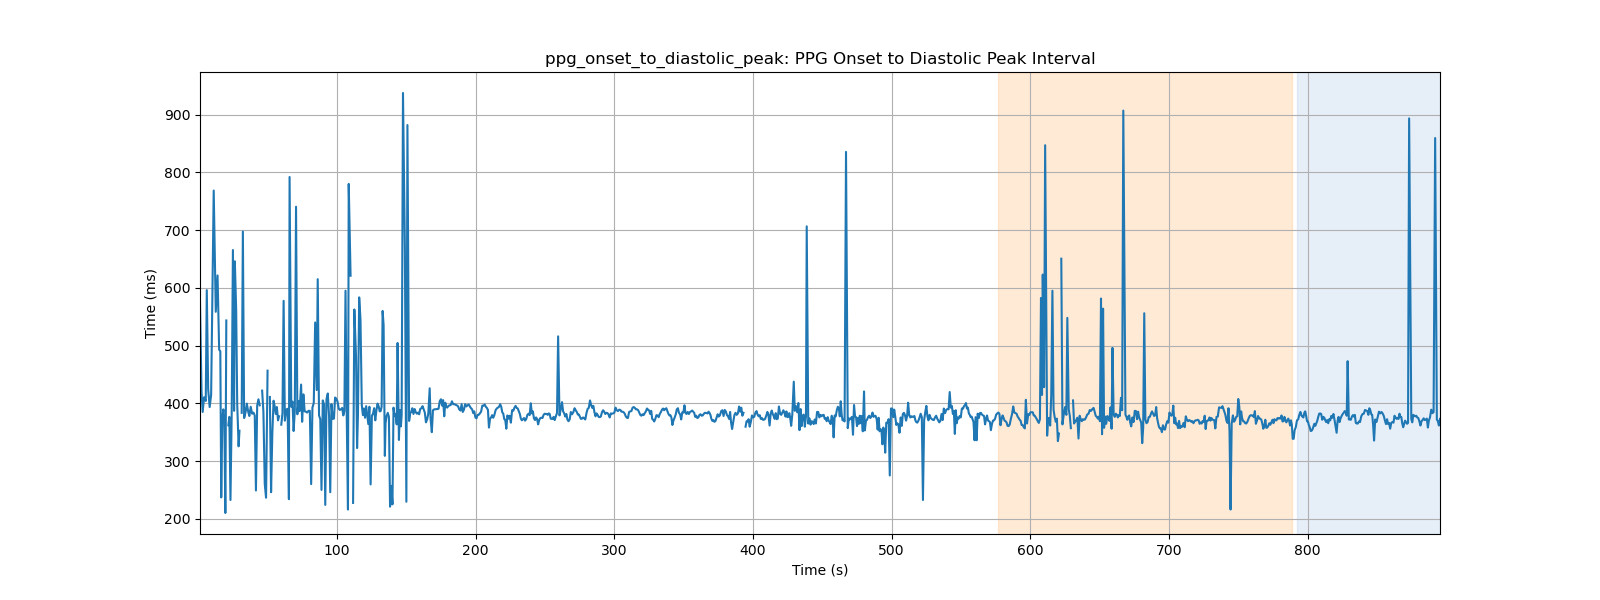 ppg_onset_to_diastolic_peak: PPG Onset to Diastolic Peak Interval
Time (ms)
900
800
700
600
500
400
300
200
100 200 300 400 500 600 700 800
Time (s)